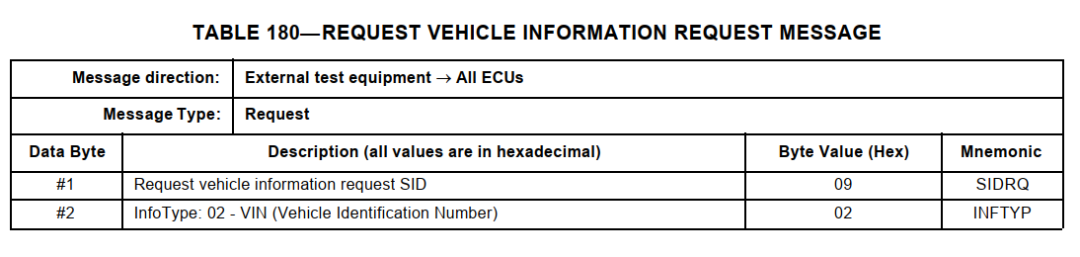 TABLE 180—REQUEST VEHICLE INFORMATION REQUEST MESSAGE
Message direction: External test equipment → All ECUs
Message Type: Request
Data Byte Description (all values are in hexadecimal) Byte Value (Hex) Mnemonic
#1 Request vehicle information request SID 09 SIDRQ
#2 InfoType: 02 - VIN (Vehicle Identification Number) 02 INFTYP